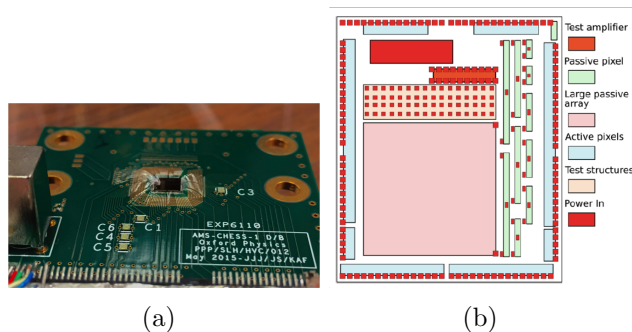 C3
C1
C6
C4
C5
EXP6110
AMS-CHESS-1 D/B
Oxford Physics
PPP/SLH/HVC/012
May 2015-JJJ/JS/KAF
(a)
Test amplifier
Passive pixel
Large passive
array
Active pixels
Test structures
Power In
(b)